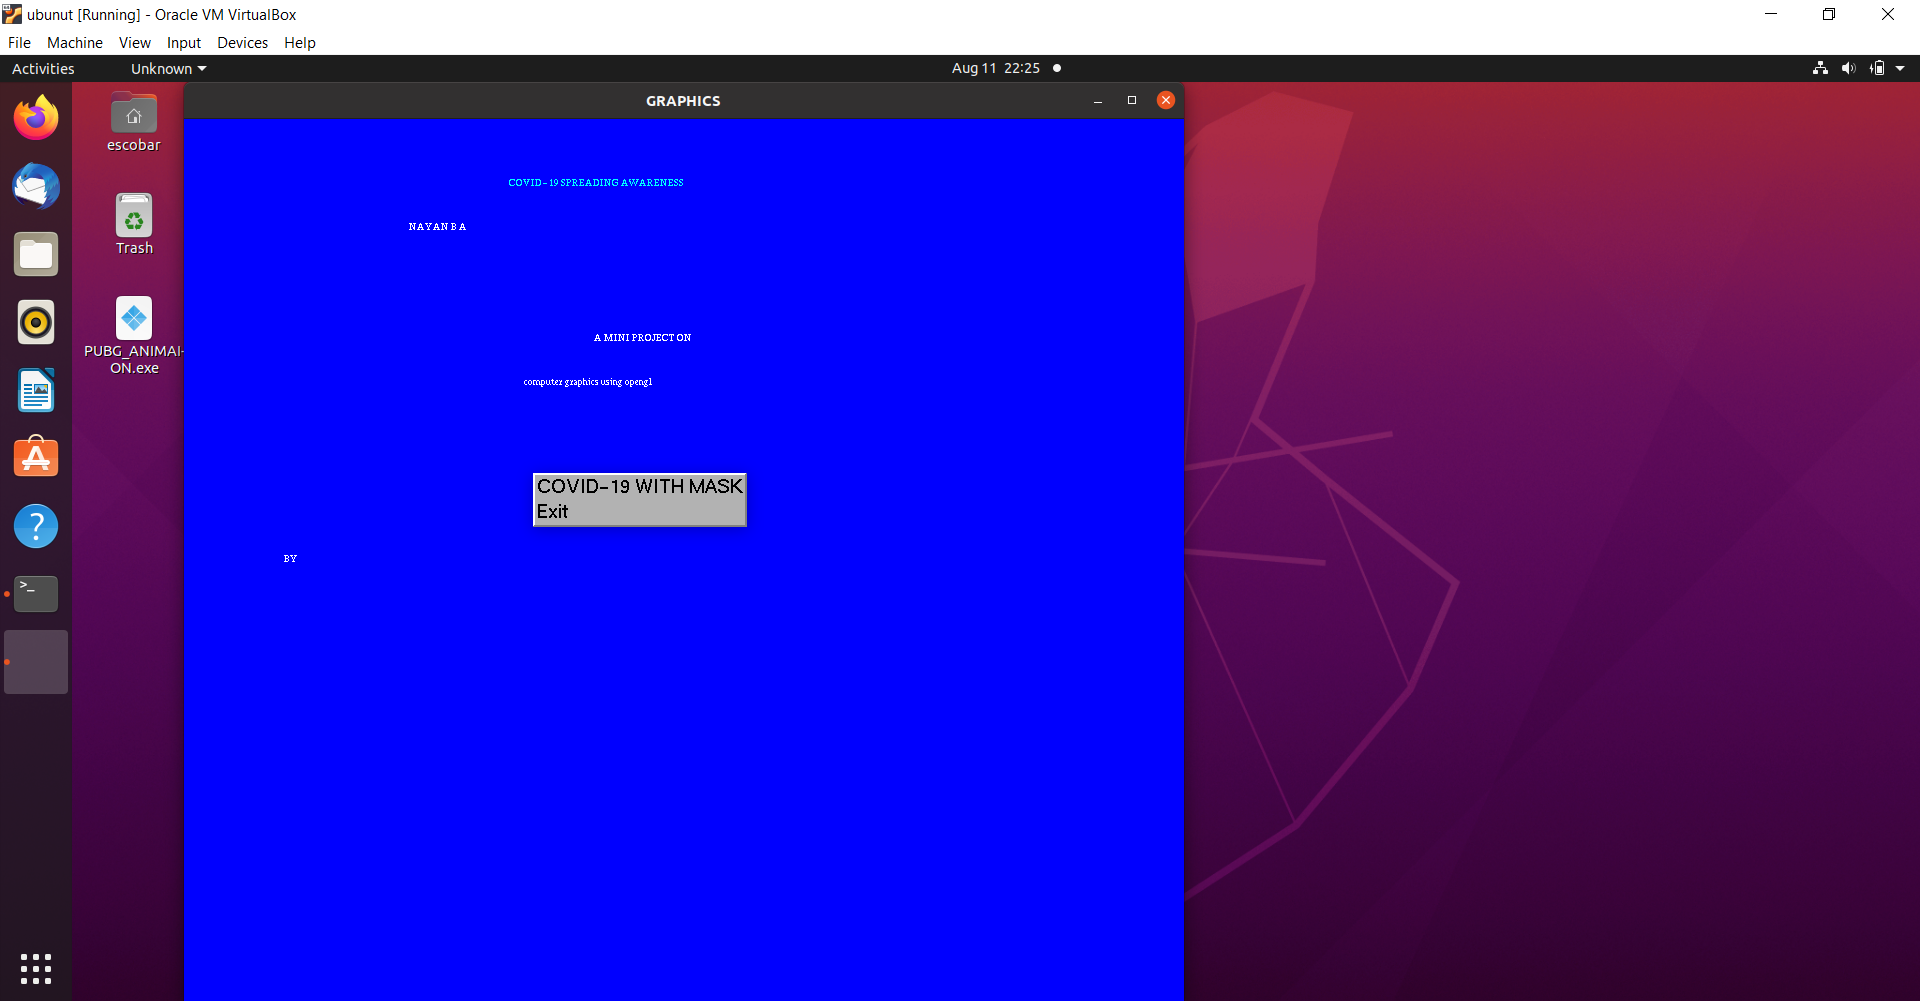 ubunut [Running] - Oracle VM VirtualBox
File Machine View Input Devices Help
Activities Unknown Aug 11 22:25
GRAPHICS
escobar
Trash
PUBG_ANIMAI-
ON.exe
COVID-19 SPREADING AWARENESS
NAYAN B A
A MINI PROJECT ON
computer graphics using opengl
COVID-19 WITH MASK
Exit
BY